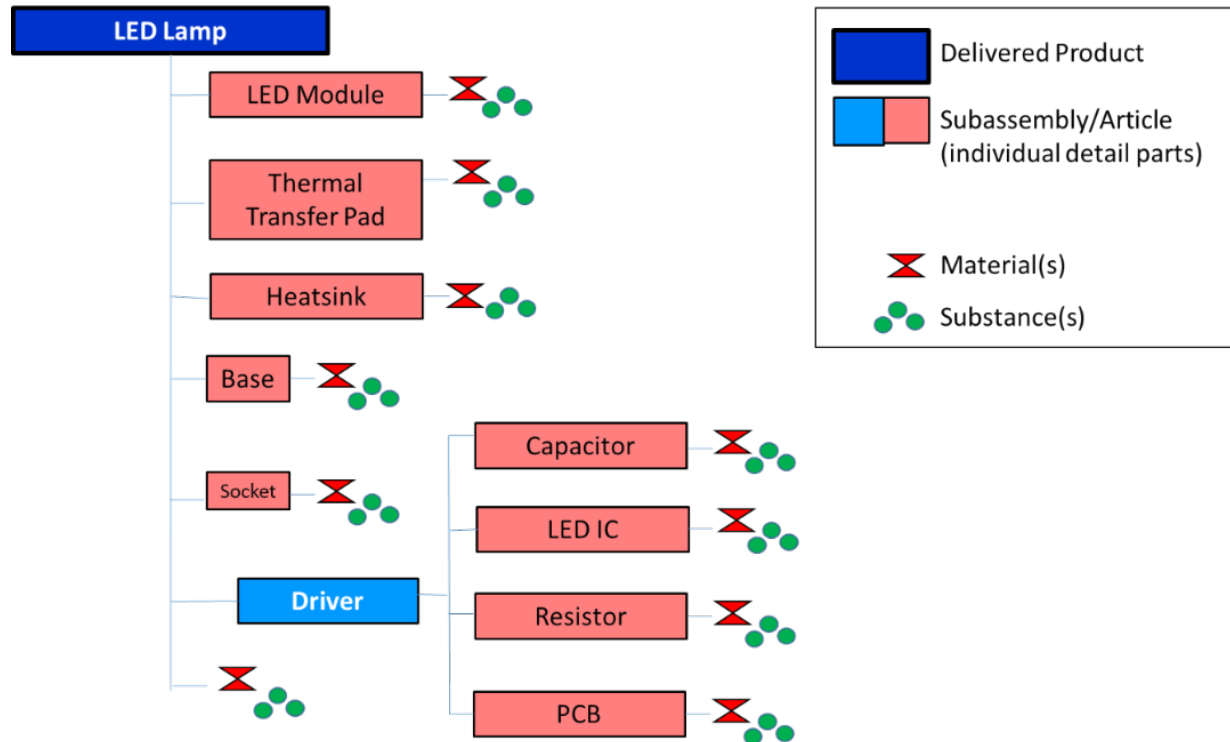 LED Lamp
LED Module
Thermal
Transfer Pad
Heatsink
Base
Socket
Driver
Capacitor
LED IC
Resistor
PCB
Delivered Product
Subassembly/Article
(individual detail parts)
Material(s)
Substance(s)